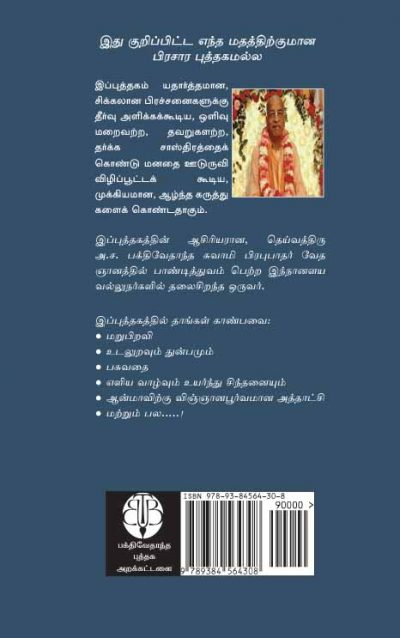 இது குறிப்பிட்ட எந்த மதத்திற்குமான
பிரசார புத்தகமல்ல
இப்புத்தகம் யதார்த்தமான,
சிக்கலான பிரச்சனைகளுக்கு
தீர்வு அளிக்கக்கூடிய, ஒளிவு
மறைவற்ற, தவறுகளற்ற,
தர்க்க சாஸ்திரத்தைக்
கொண்டு மனதை ஊடுருவி
விழிப்பூட்டக் கூடிய,
முக்கியமான, ஆழ்ந்த கருத்து
களைக் கொண்டதாகும்.
இப்புத்தகத்தின் ஆசிரியரான, தெய்வத்திரு
அ.ச. பக்திவேதாந்த சுவாமி பிரபுபாதர் வேத
ஞானத்தில் பாண்டித்துவம் பெற்ற இந்நானளய
வல்லுநர்களில் தலைசிறந்த ஒருவர்.
இப்புத்தகத்தில் தாங்கள் காண்பவை:
• மறுபிறவி
• உடலுறவும் துன்பமும்
• பசுவதை
• எளிய வாழ்வும் உயர்ந்து சிந்தனையும்
• ஆன்மாவிற்கு விஞ்ஞானபூர்வமான அத்தாட்சி
• மற்றும் பல.....!
ISBN 978-93-84564-30-8
90000 >
9 789384 564308
BBT
பக்திவேதாந்த
புத்தக
அறக்கட்டளை